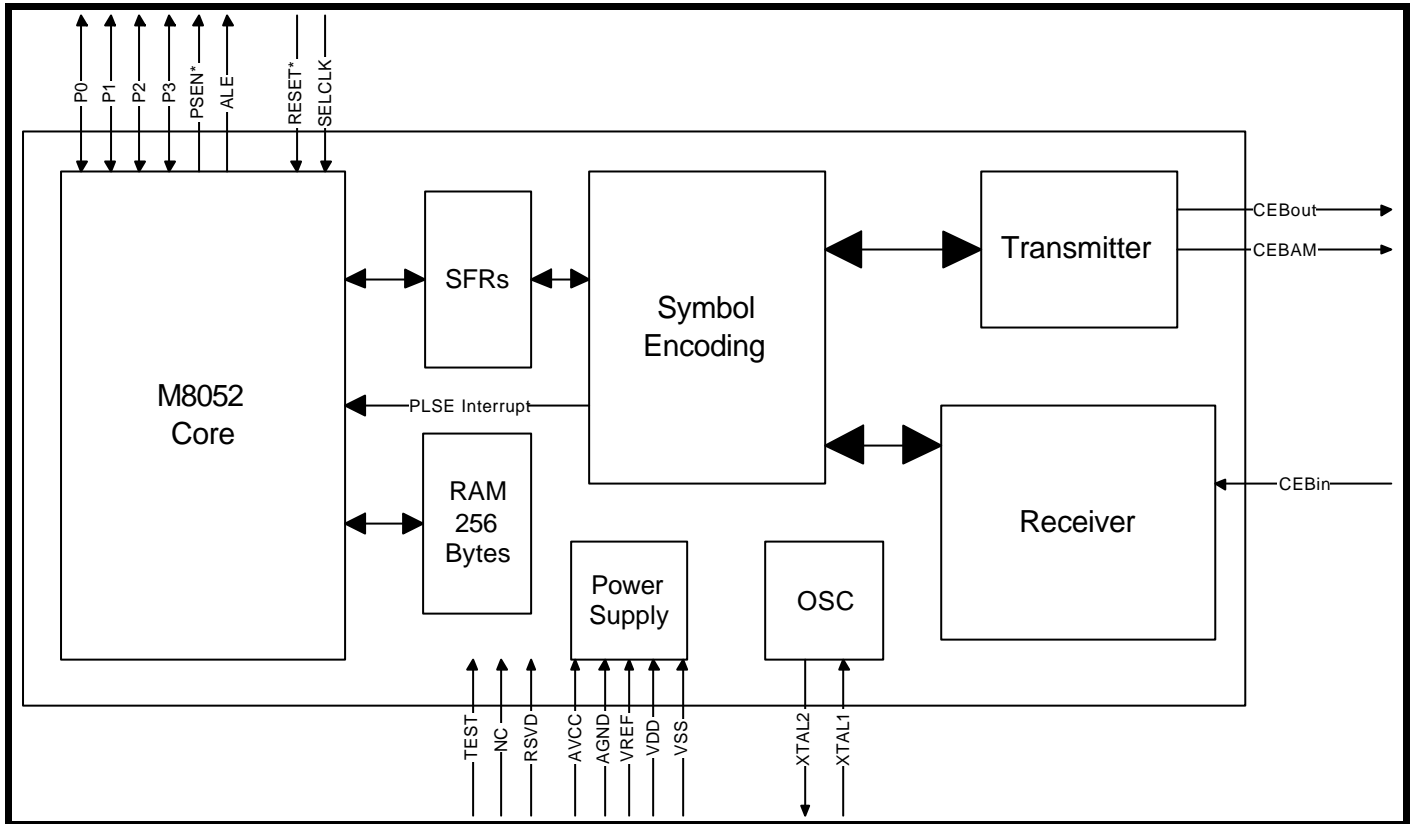 P0
P1
P2
P3
PSEN*
ALE
RESET*
SELCLK
M8052
Core
SFRs
Symbol
Encoding
Transmitter
CEBout
CEBAM
PLSE Interrupt
RAM
256
Bytes
Receiver
CEBin
Power
Supply
OSC
TEST
NC
RSVD
AVCC
AGND
VREF
VDD
VSS
XTAL2
XTAL1